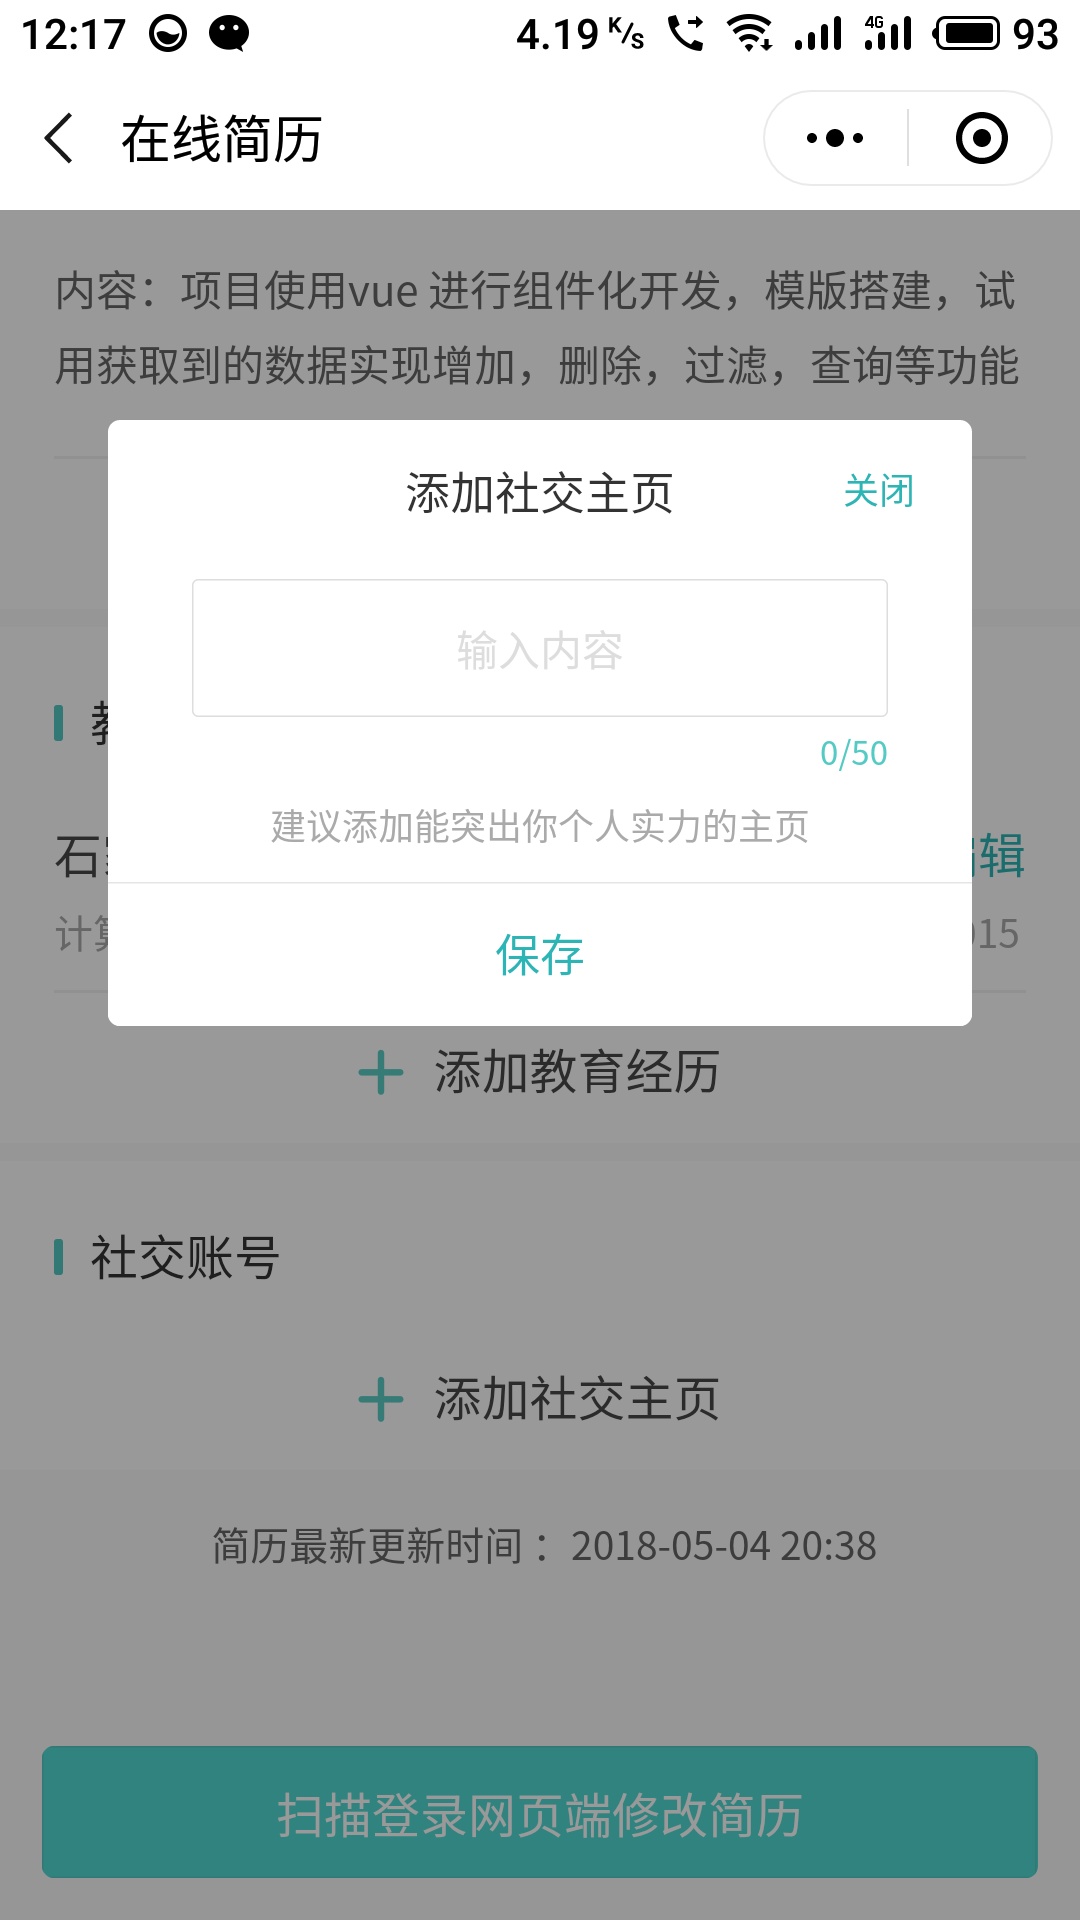 12:17 4.19 K/s 4G 93
在线简历
内容：项目使用vue 进行组件化开发，模版搭建，试
用获取到的数据实现增加，删除，过滤，查询等功能
添加社交主页 关闭
输入内容
0/50
建议添加能突出你个人实力的主页
保存
石 辑
计 15
添加教育经历
社交账号
添加社交主页
简历最新更新时间 ：2018-05-04 20:38
扫描登录网页端修改简历